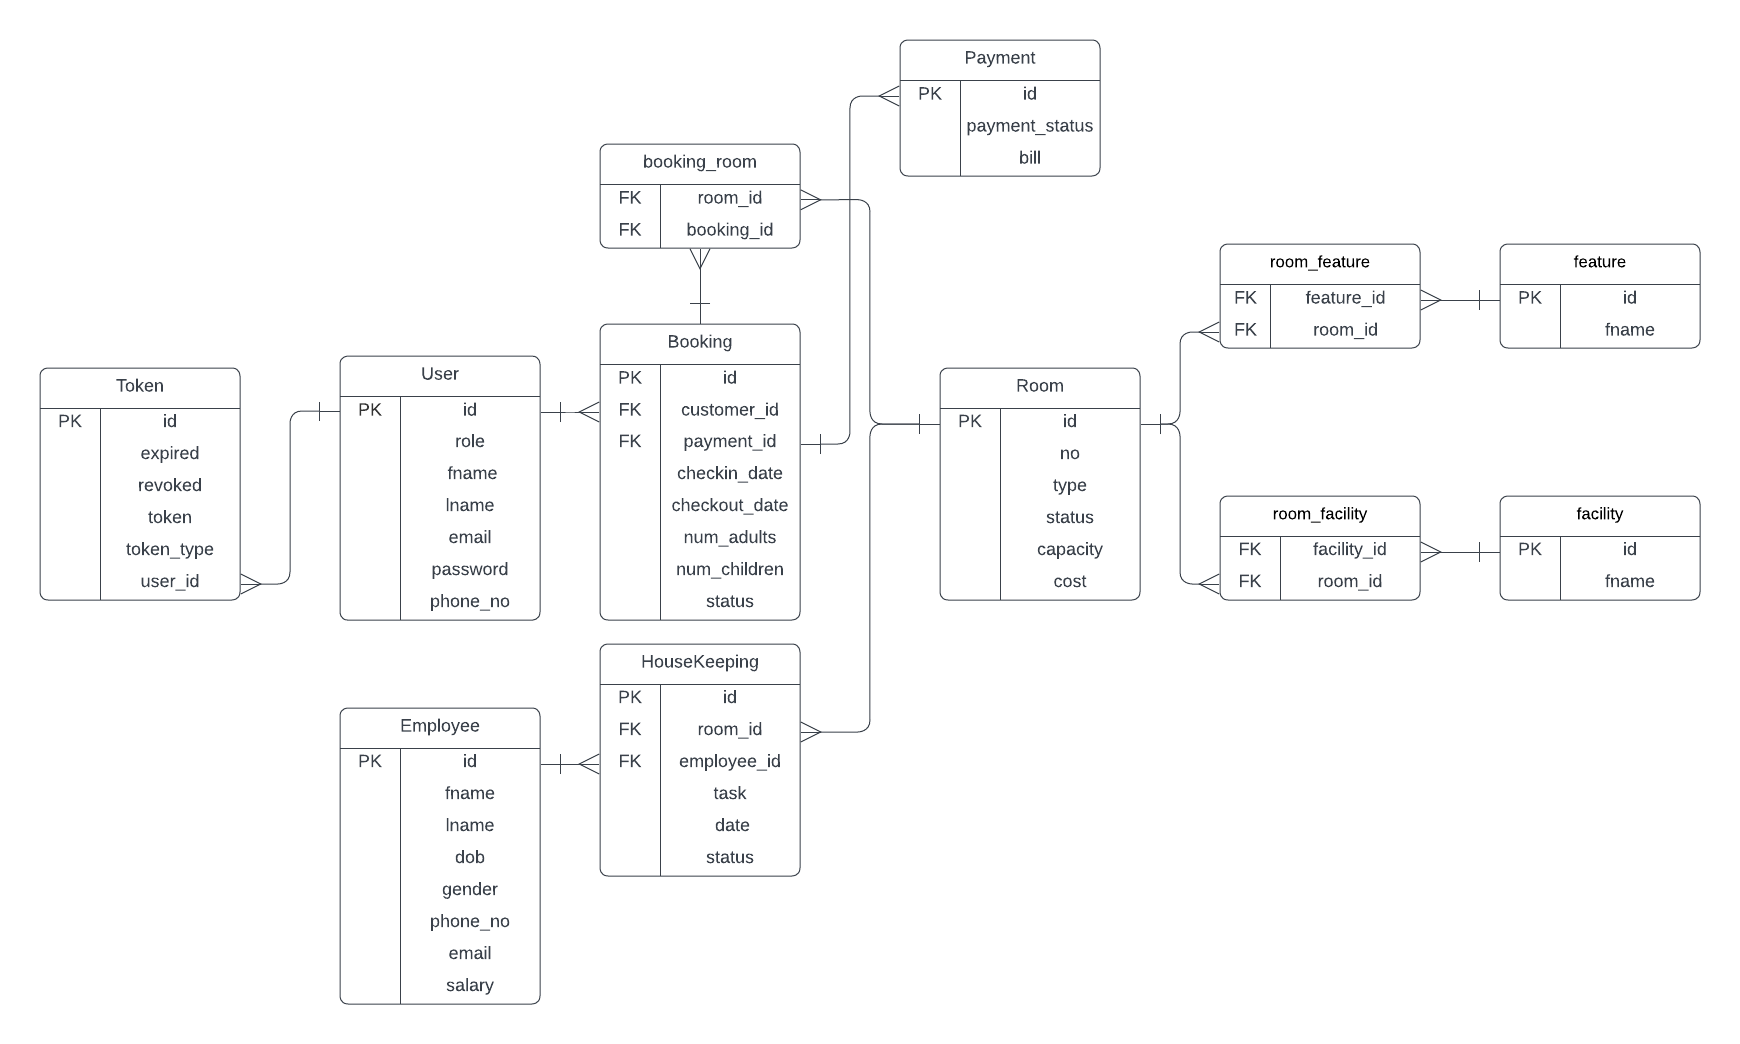 Payment
PK id
payment_status
bill
booking_room
FK room_id
FK booking_id
room_feature
FK feature_id
FK room_id
feature
PK id
fname
Booking
PK id
FK customer_id
FK payment_id
checkin_date
checkout_date
num_adults
num_children
status
User
PK id
role
fname
lname
email
password
phone_no
Token
PK id
expired
revoked
token
token_type
user_id
Room
PK id
no
type
status
capacity
cost
room_facility
FK facility_id
FK room_id
facility
PK id
fname
HouseKeeping
PK id
FK room_id
FK employee_id
task
date
status
Employee
PK id
fname
lname
dob
gender
phone_no
email
salary